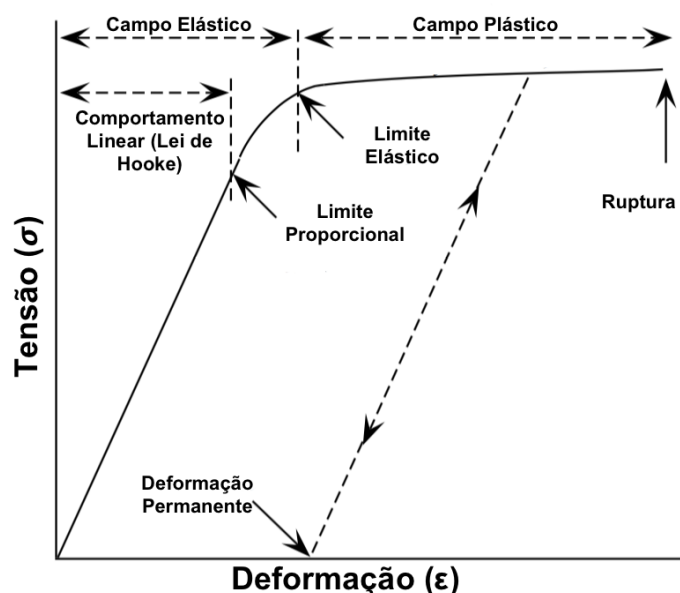 Campo Elástico
Campo Plástico
Comportamento
Linear (Lei de
Hooke)
Limite
Elástico
Limite
Proporcional
Ruptura
Tensão (σ)
Deformação
Permanente
Deformação (ε)